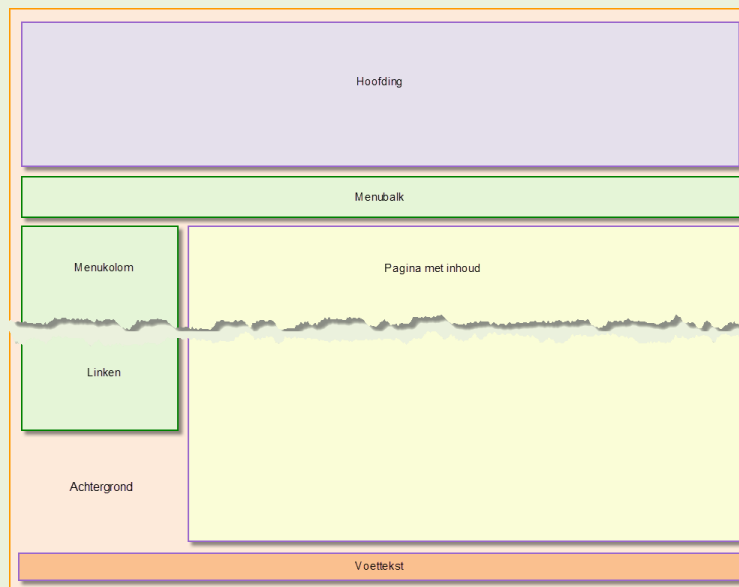 Hoofding
Menubalk
Menukolom
Pagina met inhoud
Linken
Achtergrond
Voettekst